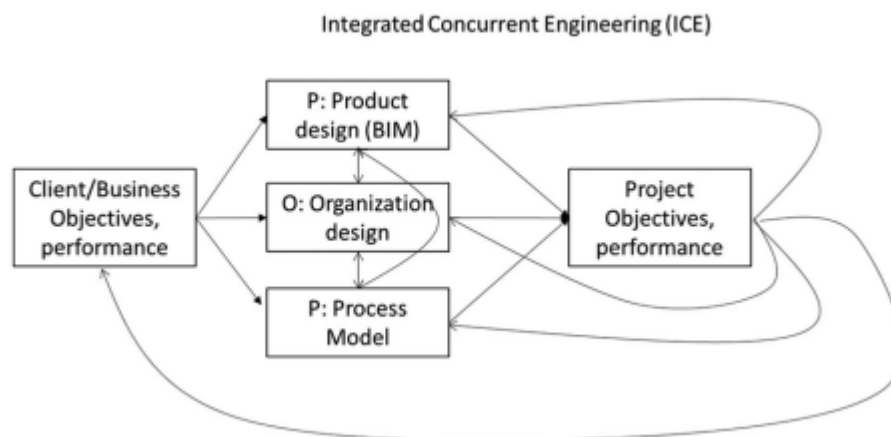 Integrated Concurrent Engineering (ICE)
P: Product
design (BIM)
Client/Business
Objectives,
performance
O: Organization
design
Project
Objectives,
performance
P: Process
Model